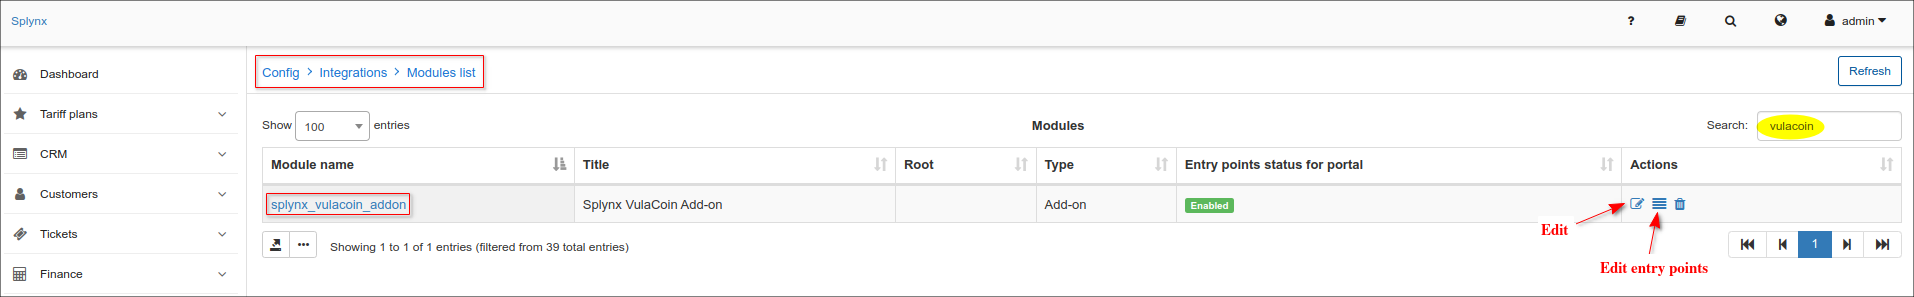 Splynx
? admin
Dashboard
Tariff plans
CRM
Customers
Tickets
Finance
Config > Integrations > Modules list
Refresh
Show 100 entries
Modules
Search: vulacoin
Module name Title Root Type Entry points status for portal Actions
splynx_vulacoin_addon Splynx VulaCoin Add-on Add-on Enabled
Edit
Edit entry points
Showing 1 to 1 of 1 entries (filtered from 39 total entries)
1